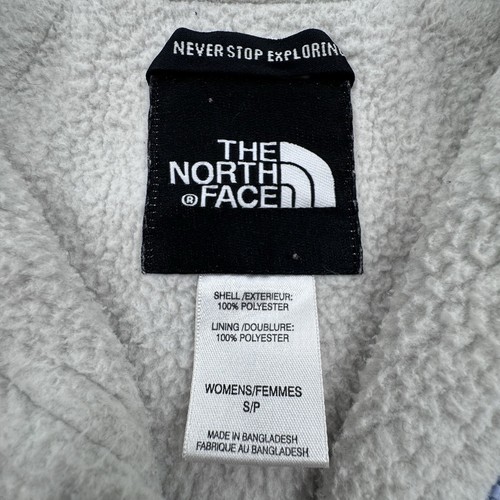 NEVER STOP EXPLORING
THE
NORTH
® FACE
SHELL /EXTERIEUR:
100% POLYESTER
LINING /DOUBLURE:
100% POLYESTER
WOMENS/FEMMES
S/P
MADE IN BANGLADESH
FABRIQUE AU BANGLADESH